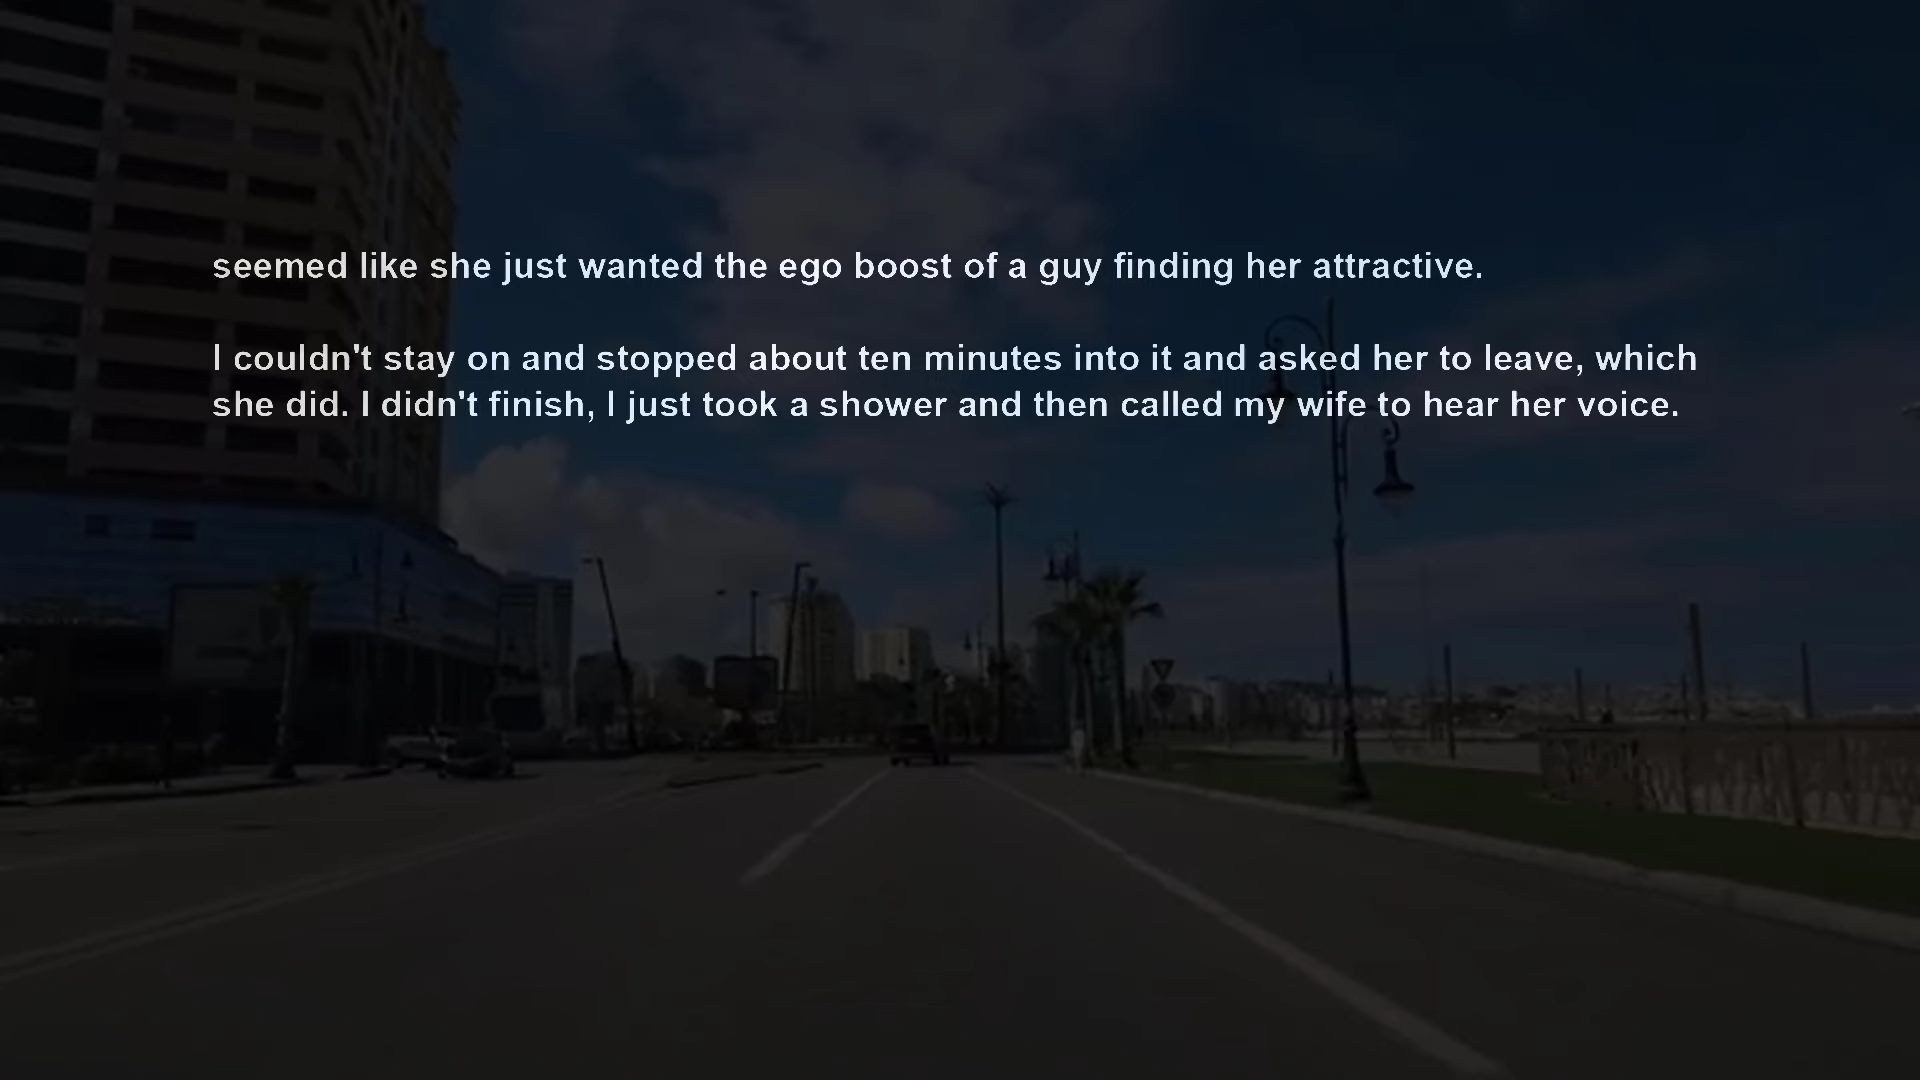 seemed like she just wanted the ego boost of a guy finding her attractive.
I couldn't stay on and stopped about ten minutes into it and asked her to leave, which
she did. I didn't finish, I just took a shower and then called my wife to hear her voice.